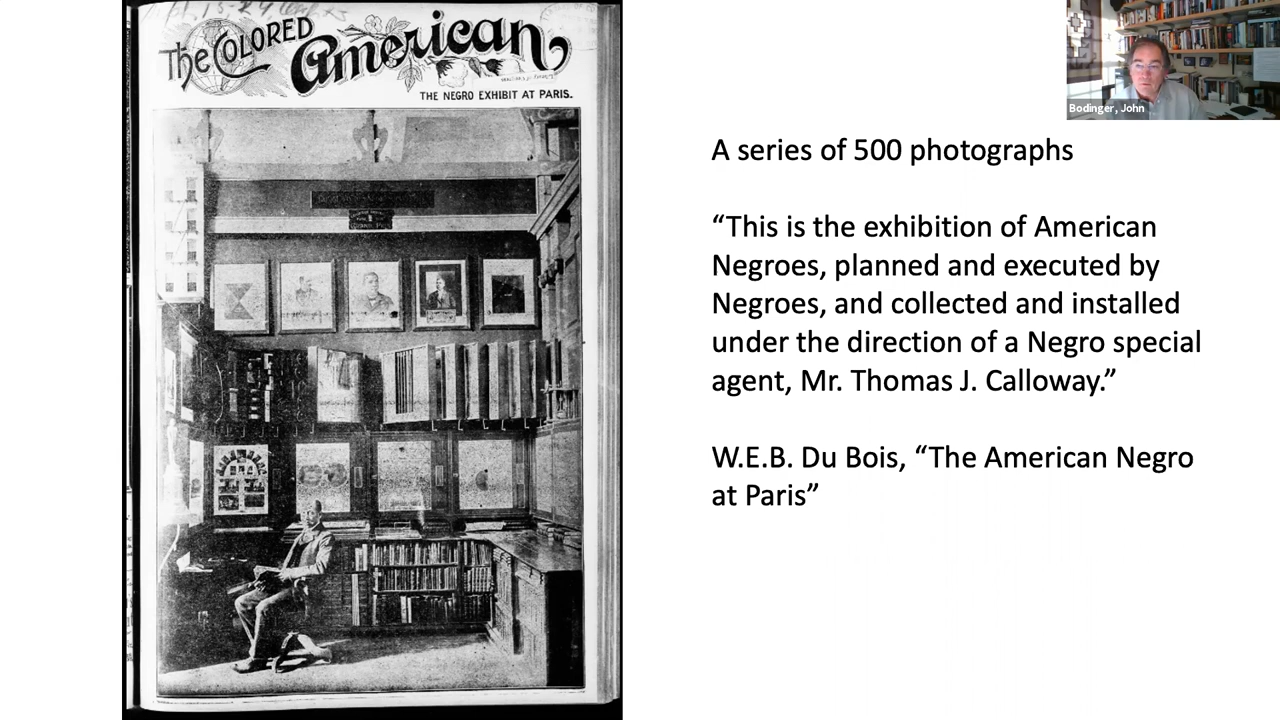 The COLORED
American
THE NEGRO EXHIBIT AT PARIS.
Bodinger, John
A series of 500 photographs
“This is the exhibition of American
Negroes, planned and executed by
Negroes, and collected and installed
under the direction of a Negro special
agent, Mr. Thomas J. Calloway.”
W.E.B. Du Bois, “The American Negro
at Paris”